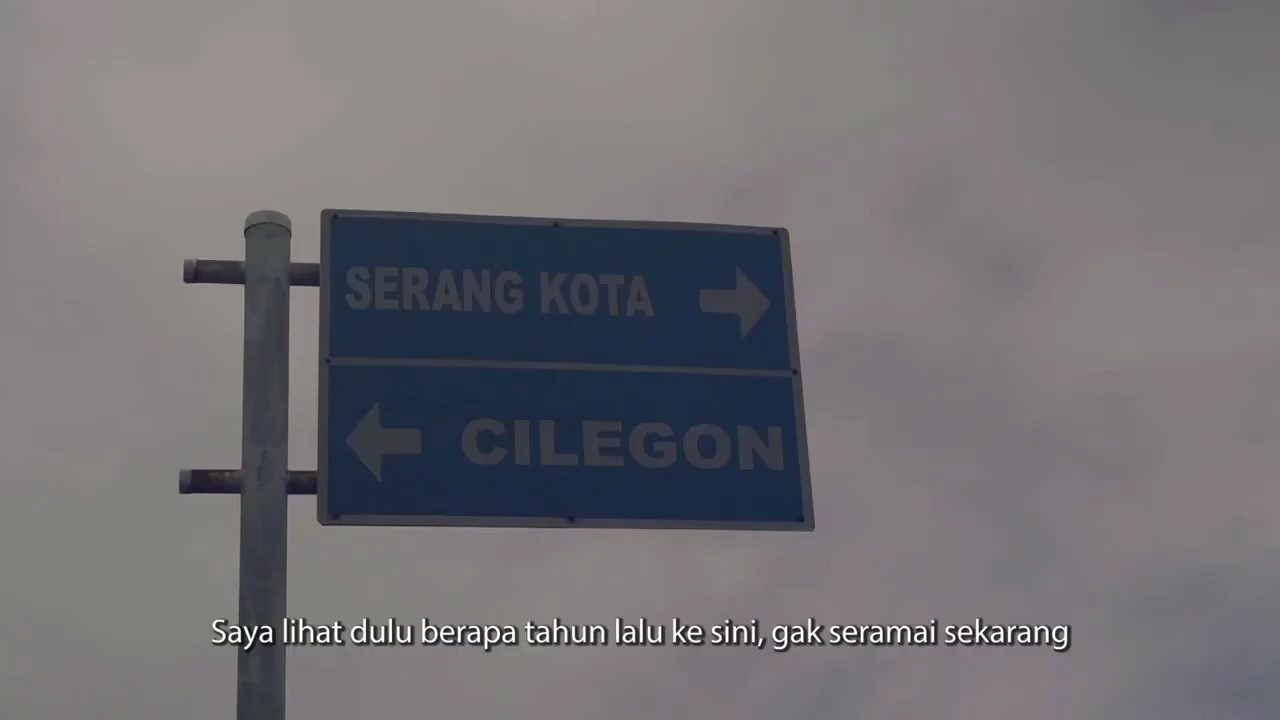 SERANG KOTA
CILEGON
Saya lihat dulu berapa tahun lalu ke sini, gak seramai sekarang